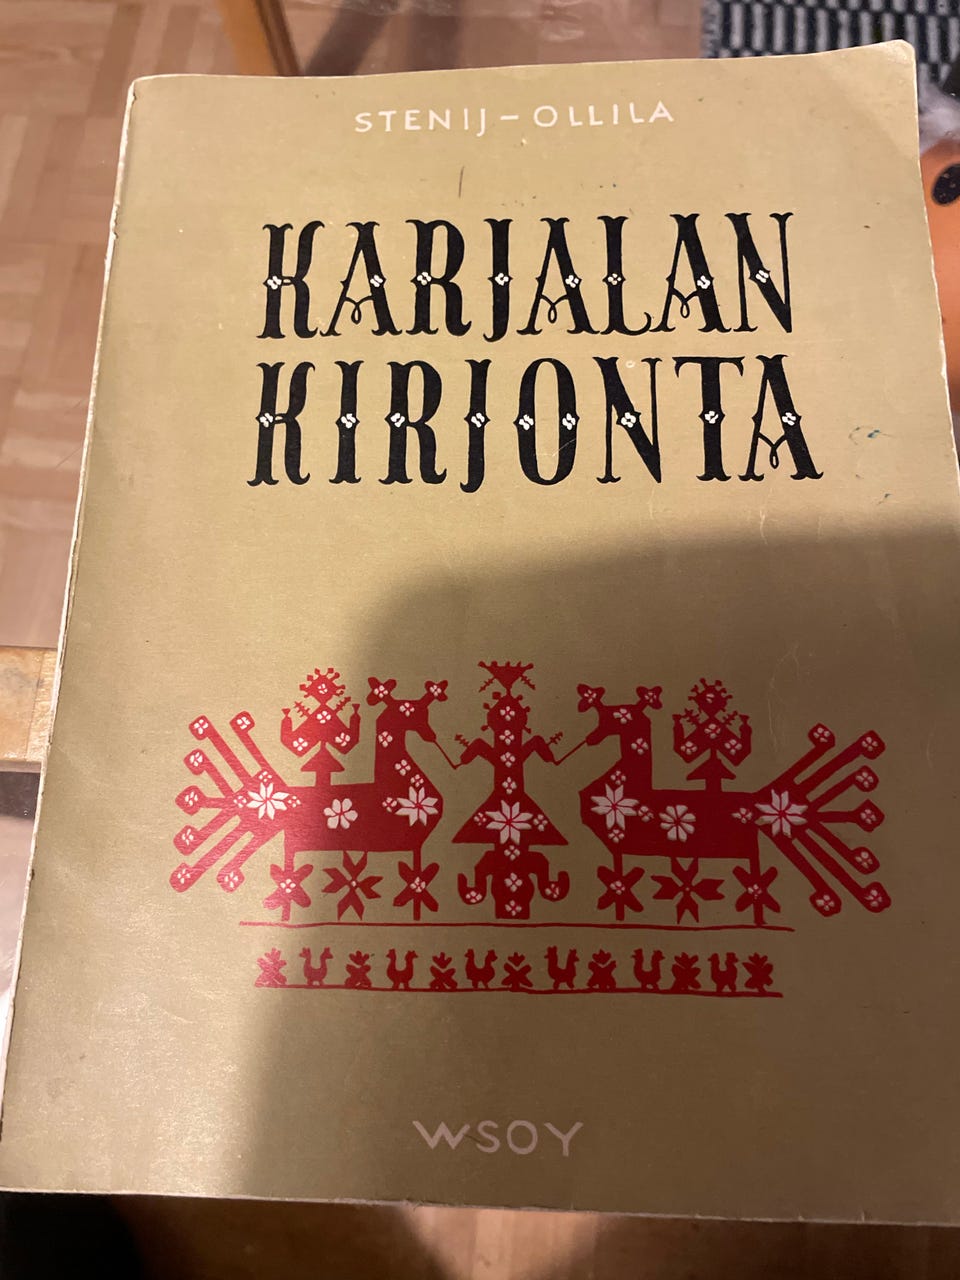 STENIJ – OLLILA
KARJALAN
KIRJONTA
WSOY